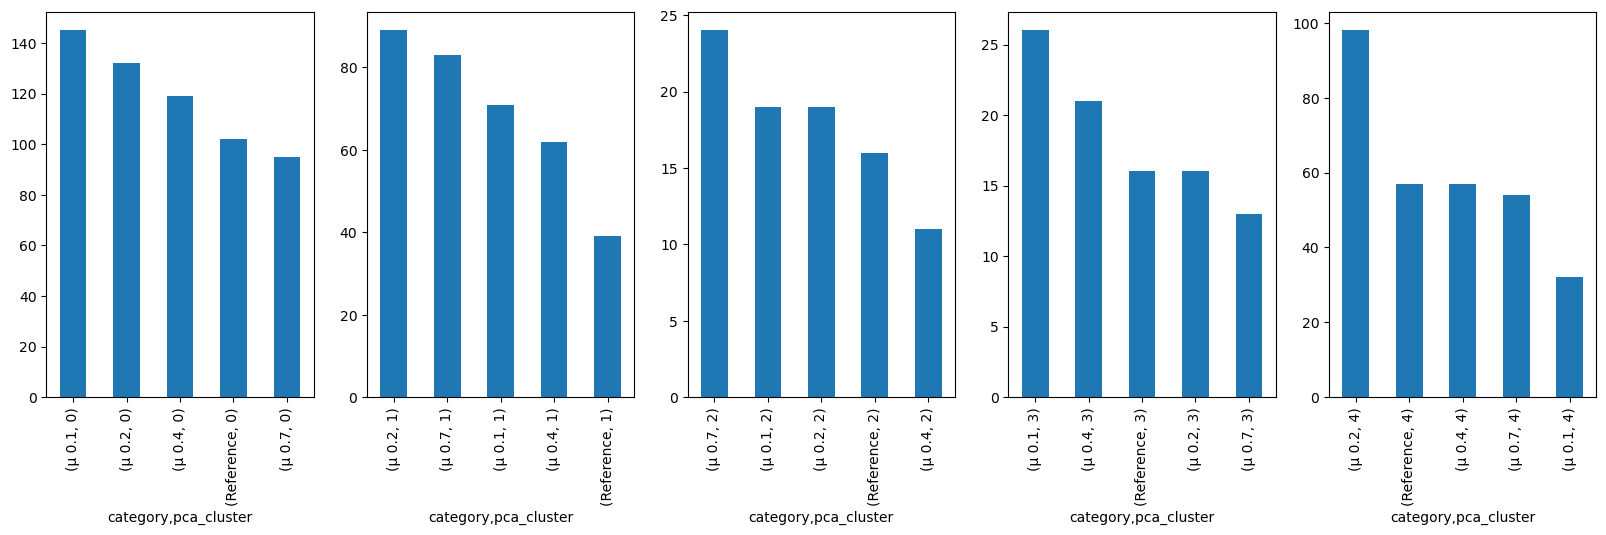 140
120
100
80
60
40
20
0
(μ 0.1, 0)
(μ 0.2, 0)
(μ 0.4, 0)
(Reference, 0)
(μ 0.7, 0)
category,pca_cluster
80
60
40
20
0
(μ 0.2, 1)
(μ 0.7, 1)
(μ 0.1, 1)
(μ 0.4, 1)
(Reference, 1)
category,pca_cluster
25
20
15
10
5
0
(μ 0.7, 2)
(μ 0.1, 2)
(μ 0.2, 2)
(Reference, 2)
(μ 0.4, 2)
category,pca_cluster
25
20
15
10
5
0
(μ 0.1, 3)
(μ 0.4, 3)
(Reference, 3)
(μ 0.2, 3)
(μ 0.7, 3)
category,pca_cluster
100
80
60
40
20
0
(μ 0.2, 4)
(Reference, 4)
(μ 0.4, 4)
(μ 0.7, 4)
(μ 0.1, 4)
category,pca_cluster